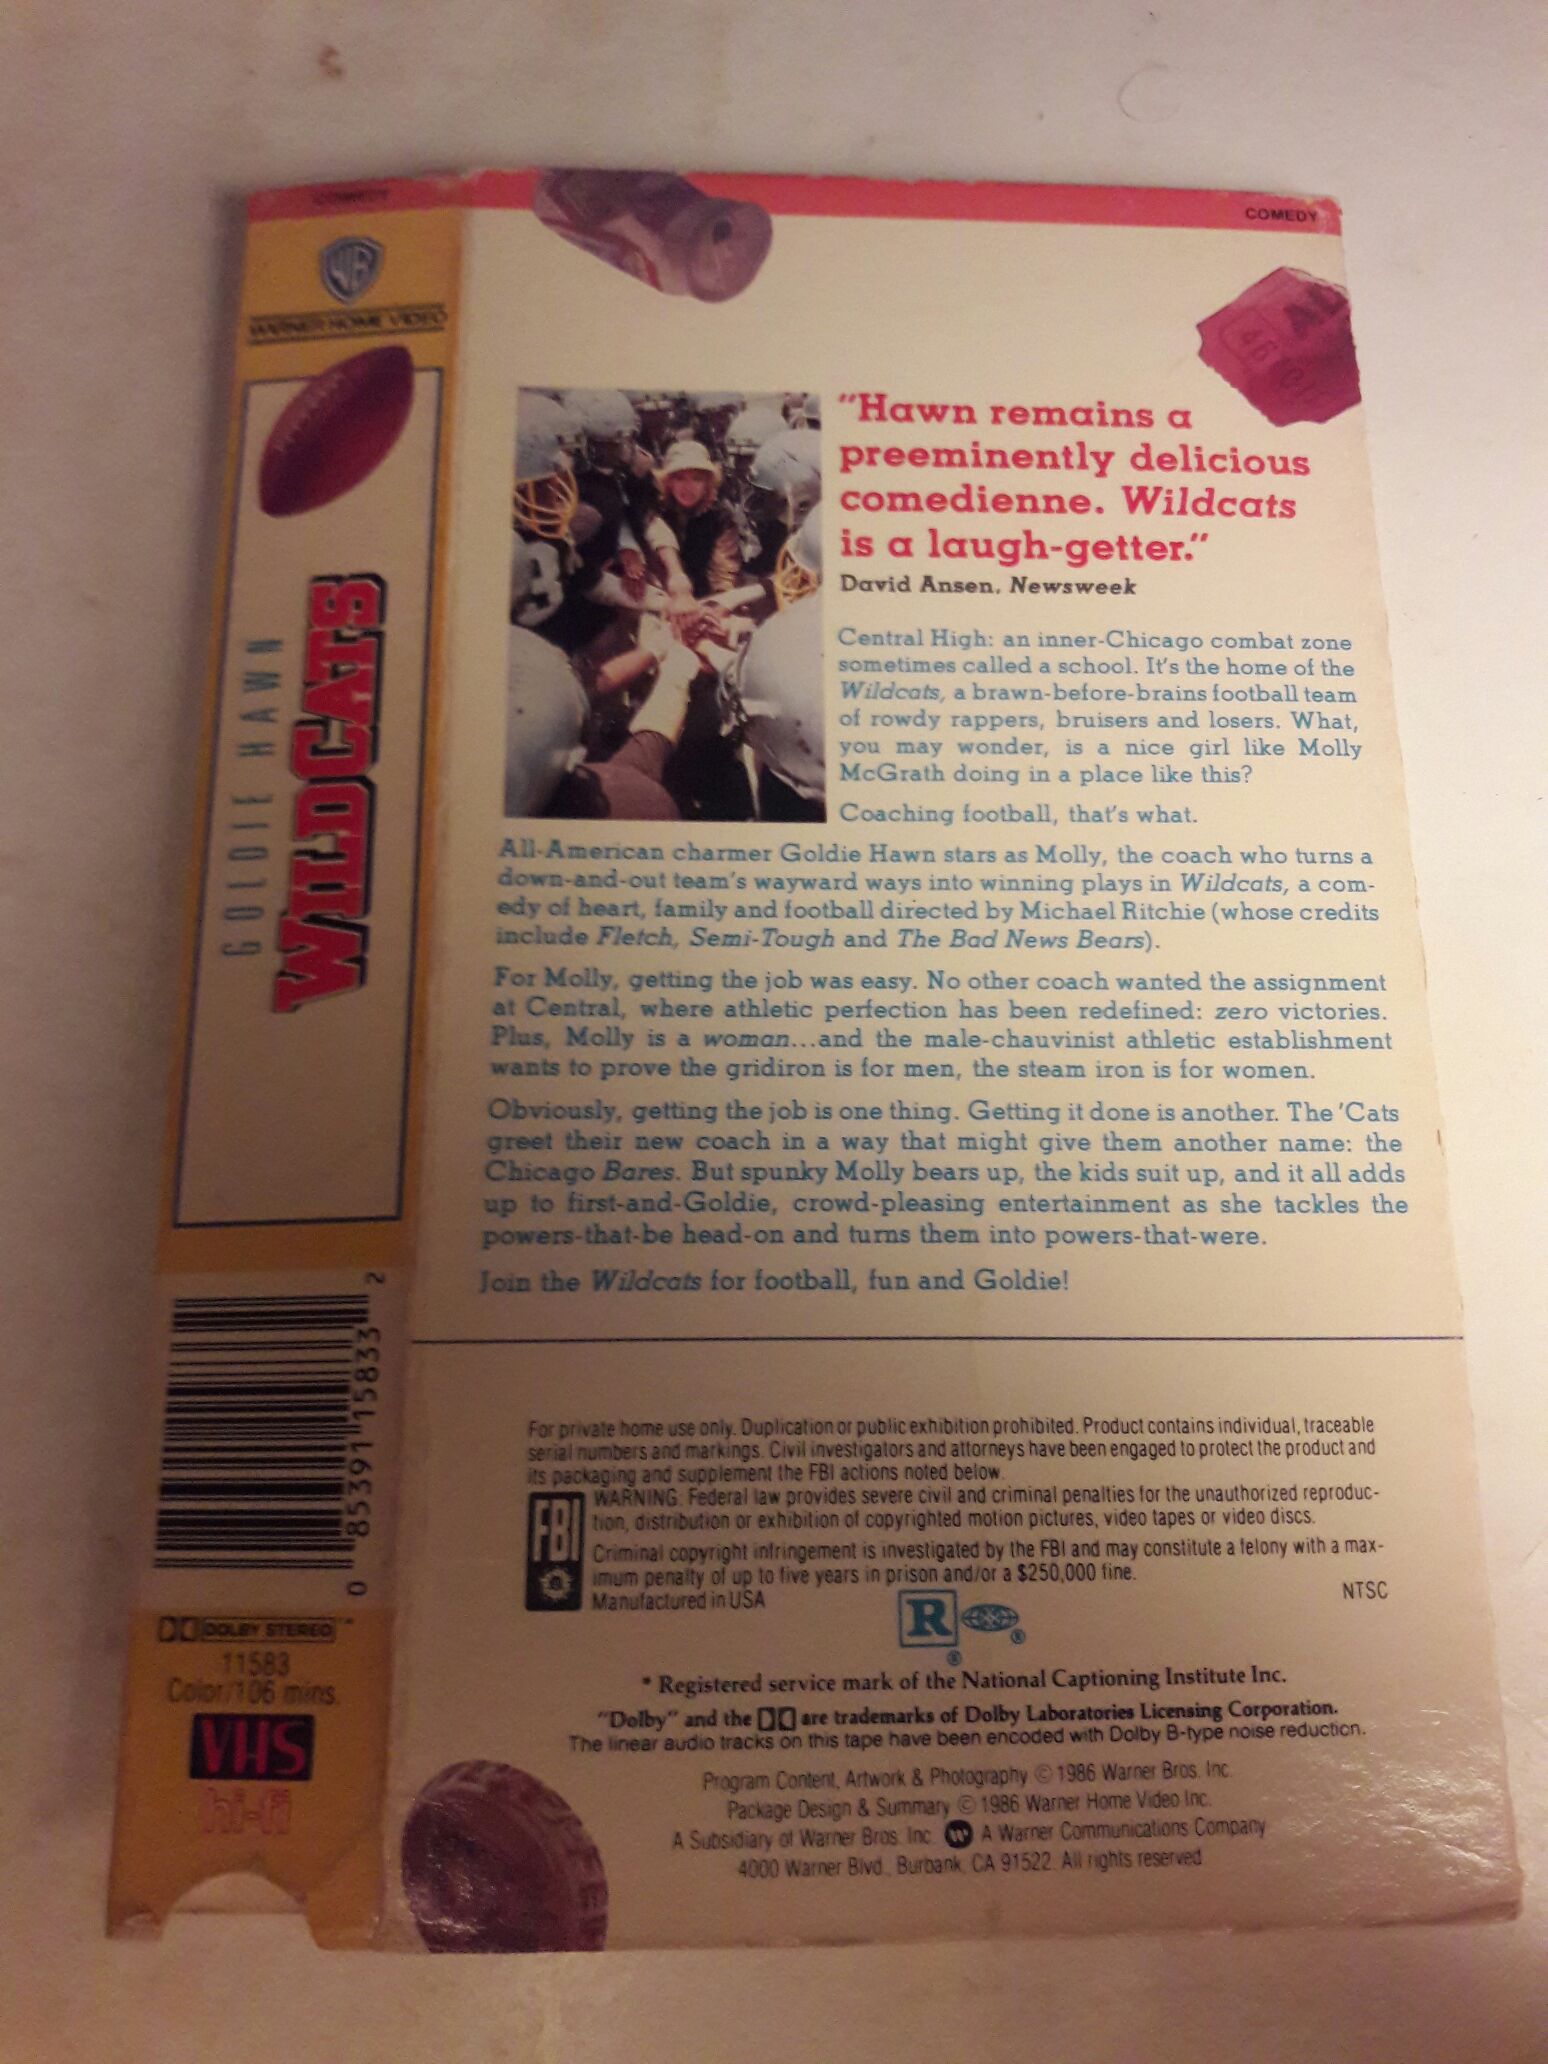 COMEDY
WARNER HOME VIDEO
GOLDIE HAWN
WILDCATS
0 85391 15833 2
DOLBY STEREO
11583
Color/106 mins.
VHS
hi-fi
COMEDY
"Hawn remains a
preeminently delicious
comedienne. Wildcats
is a laugh-getter."
David Ansen, Newsweek
Central High: an inner-Chicago combat zone
sometimes called a school. It's the home of the
Wildcats, a brawn-before-brains football team
of rowdy rappers, bruisers and losers. What,
you may wonder, is a nice girl like Molly
McGrath doing in a place like this?
Coaching football, that's what.
All-American charmer Goldie Hawn stars as Molly, the coach who turns a
down-and-out team's wayward ways into winning plays in Wildcats, a com-
edy of heart, family and football directed by Michael Ritchie (whose credits
include Fletch, Semi-Tough and The Bad News Bears).
For Molly, getting the job was easy. No other coach wanted the assignment
at Central, where athletic perfection has been redefined: zero victories.
Plus, Molly is a woman...and the male-chauvinist athletic establishment
wants to prove the gridiron is for men, the steam iron is for women.
Obviously, getting the job is one thing. Getting it done is another. The 'Cats
greet their new coach in a way that might give them another name: the
Chicago Bares. But spunky Molly bears up, the kids suit up, and it all adds
up to first-and-Goldie, crowd-pleasing entertainment as she tackles the
powers-that-be head-on and turns them into powers-that-were.
Join the Wildcats for football, fun and Goldie!
For private home use only. Duplication or public exhibition prohibited. Product contains individual, traceable
serial numbers and markings. Civil investigators and attorneys have been engaged to protect the product and
its packaging and supplement the FBI actions noted below.
FBI
WARNING: Federal law provides severe civil and criminal penalties for the unauthorized reproduc-
tion, distribution or exhibition of copyrighted motion pictures, video tapes or video discs.
Criminal copyright infringement is investigated by the FBI and may constitute a felony with a max-
imum penalty of up to five years in prison and/or a $250,000 fine.
Manufactured in USA
NTSC
R ® ®
* Registered service mark of the National Captioning Institute Inc.
"Dolby" and the are trademarks of Dolby Laboratories Licensing Corporation.
The linear audio tracks on this tape have been encoded with Dolby B-type noise reduction.
Program Content, Artwork & Photography © 1986 Warner Bros. Inc.
Package Design & Summary © 1986 Warner Home Video Inc.
A Subsidiary of Warner Bros. Inc. A Warner Communications Company
4000 Warner Blvd., Burbank, CA 91522. All rights reserved